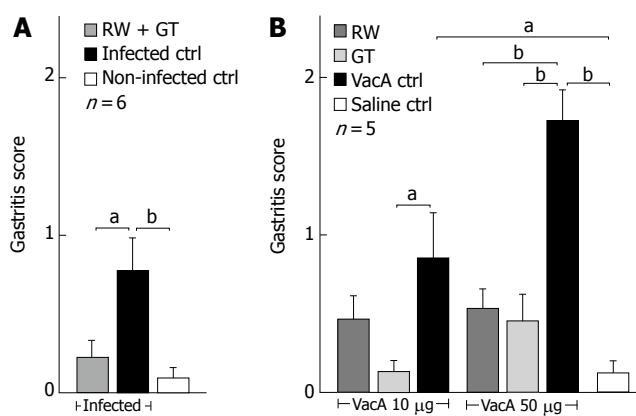 A
RW + GT
Infected ctrl
Non-infected ctrl
n = 6
Gastritis score
2
1
0
a
b
Infected
B
RW
GT
VacA ctrl
Saline ctrl
n = 5
Gastritis score
2
1
0
a
b
b
b
a
VacA 10 µg
VacA 50 µg